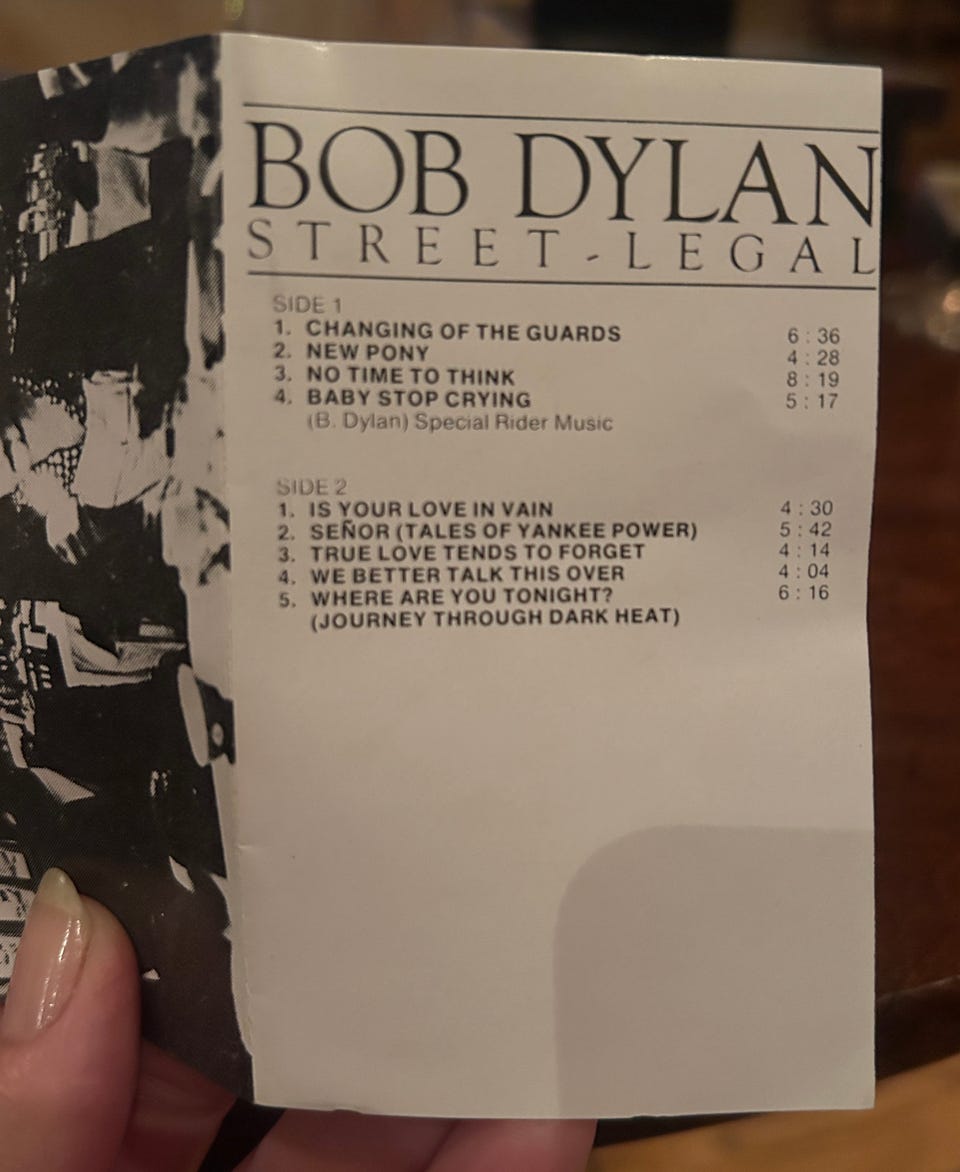 BOB DYLAN
STREET-LEGAL
SIDE 1
1. CHANGING OF THE GUARDS 6 : 36
2. NEW PONY 4 : 28
3. NO TIME TO THINK 8 : 19
4. BABY STOP CRYING 5 : 17
(B. Dylan) Special Rider Music
SIDE 2
1. IS YOUR LOVE IN VAIN 4 : 30
2. SEÑOR (TALES OF YANKEE POWER) 5 : 42
3. TRUE LOVE TENDS TO FORGET 4 : 14
4. WE BETTER TALK THIS OVER 4 : 04
5. WHERE ARE YOU TONIGHT? 6 : 16
(JOURNEY THROUGH DARK HEAT)